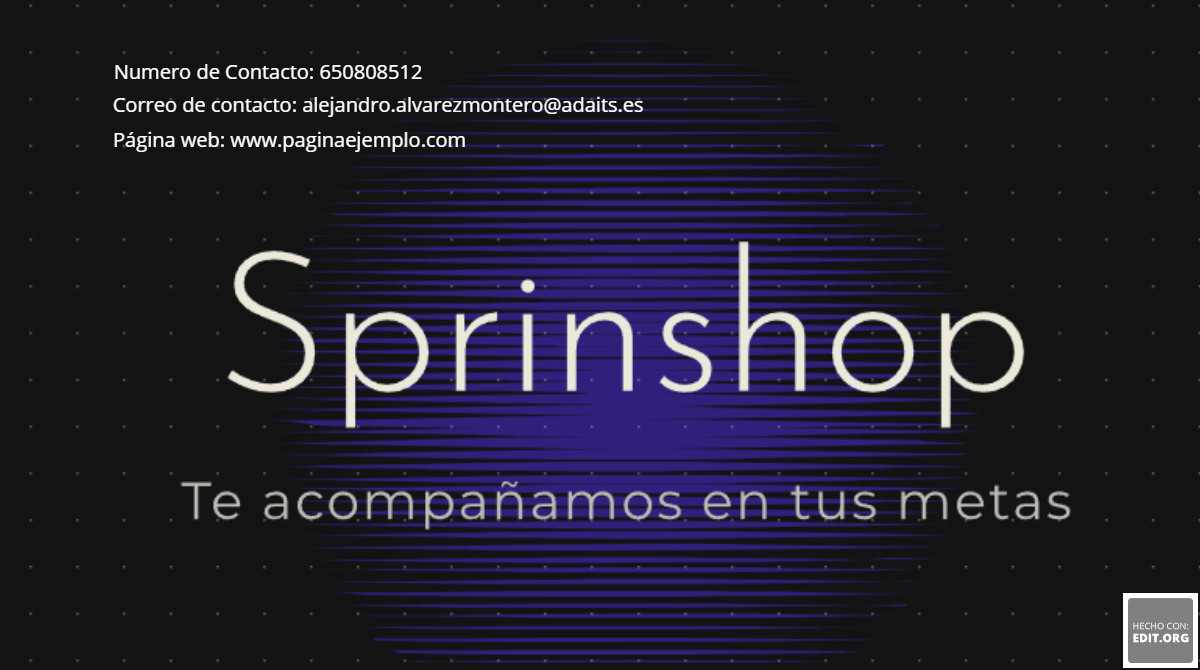 Numero de Contacto: 650808512
Correo de contacto: alejandro.alvarezmontero@adaits.es
Página web: www.paginaejemplo.com
Sprinshop
Te acompañamos en tus metas
HECHO CON:
EDIT.ORG